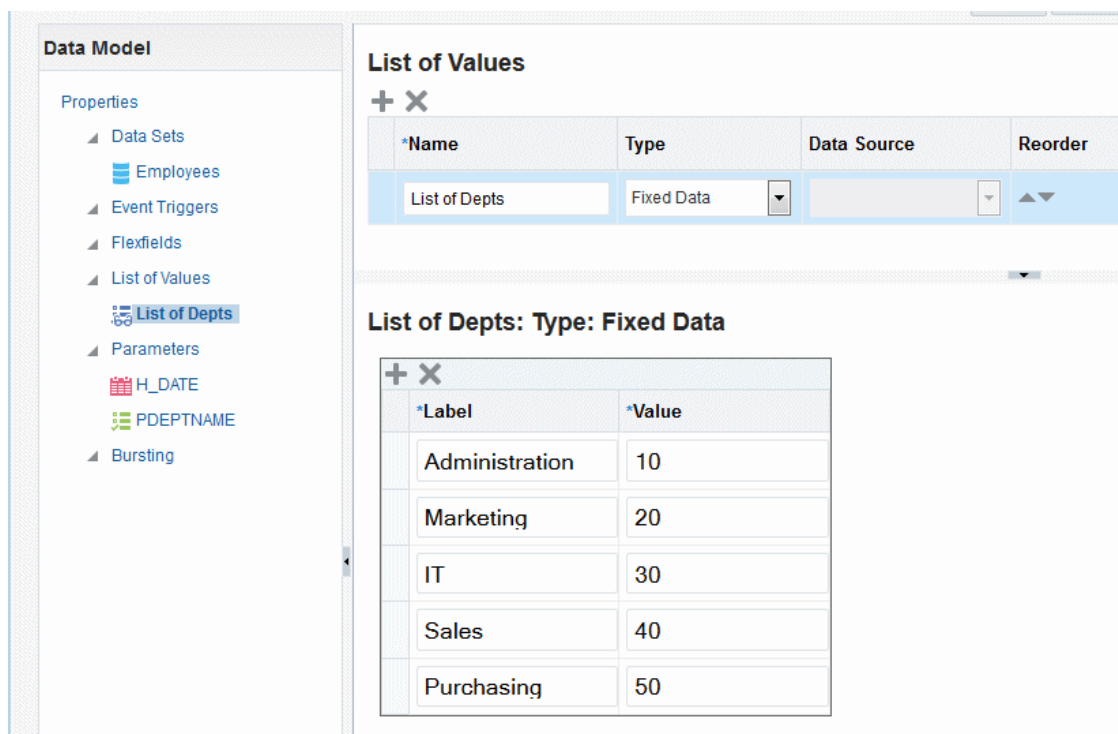 Data Model
Properties
Data Sets
Employees
Event Triggers
Flexfields
List of Values
List of Depts
Parameters
H_DATE
PDEPTNAME
Bursting
List of Values
*Name Type Data Source Reorder
List of Depts Fixed Data
List of Depts: Type: Fixed Data
*Label *Value
Administration 10
Marketing 20
IT 30
Sales 40
Purchasing 50